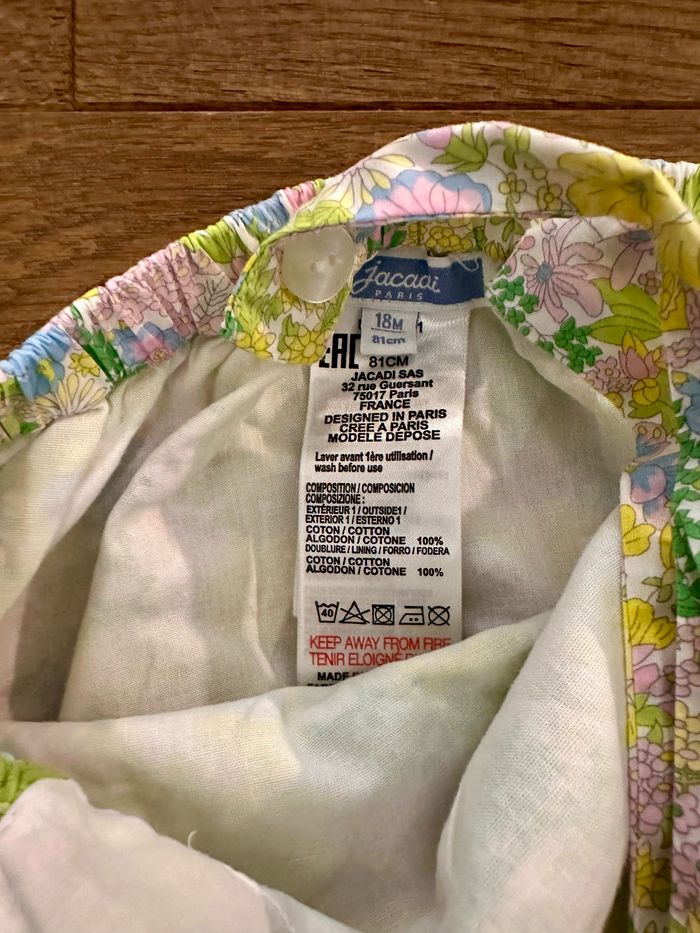 Jacadi
PARIS
18M
81cm
EAC
81CM
JACADI SAS
32 rue Guersant
75017 Paris
FRANCE
DESIGNED IN PARIS
CREE A PARIS
MODELE DEPOSE
Laver avant 1ère utilisation /
wash before use
COMPOSITION / COMPOSICION
COMPOSIZIONE :
EXTÉRIEUR 1 / OUTSIDE1 /
EXTERIOR 1 / ESTERNO 1
COTON / COTTON
ALGODON / COTONE 100%
DOUBLURE / LINING / FORRO / FODERA
COTON / COTTON
ALGODON / COTONE 100%
40
KEEP AWAY FROM FIRE
TENIR ELOIGNÉ
MADE